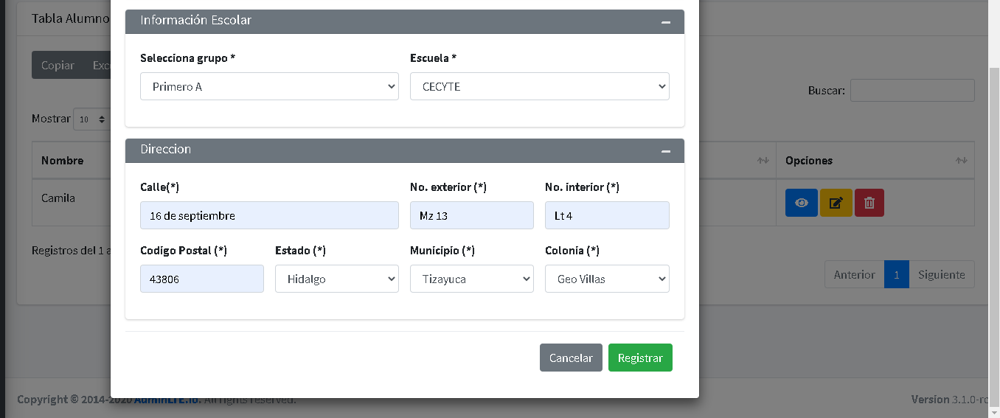 Tabla Alumno
Información Escolar
Selecciona grupo *
Escuela *
Copiar
Primero A
CECYTE
Buscar:
Mostrar 10
Direccion
Nombre
Opciones
Calle(*)
No. exterior (*)
No. interior (*)
Camila
16 de septiembre
Mz 13
Lt 4
Registros del 1
Codigo Postal (*)
Estado (*)
Municipio (*)
Colonia (*)
43806
Hidalgo
Tizayuca
Geo Villas
Anterior 1 Siguiente
Cancelar
Registrar
Copyright © 2014-2020 AdminLTE.io. All rights reserved.
Version 3.1.0-rc